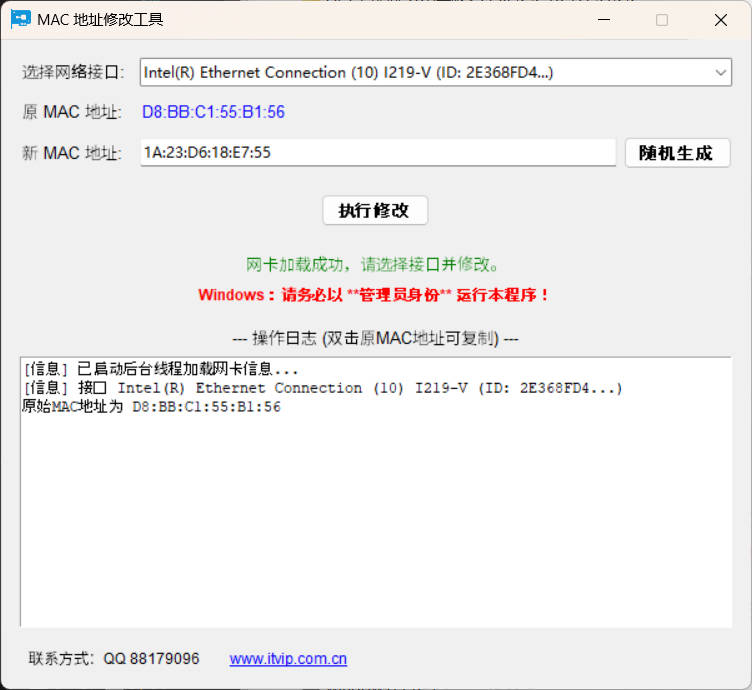 MAC 地址修改工具
选择网络接口: Intel(R) Ethernet Connection (10) I219-V (ID: 2E368FD4...)
原 MAC 地址: D8:BB:C1:55:B1:56
新 MAC 地址: 1A:23:D6:18:E7:55 随机生成
执行修改
网卡加载成功，请选择接口并修改。
Windows：请务必以 **管理员身份** 运行本程序！
--- 操作日志 (双击原MAC地址可复制) ---
[信息] 已启动后台线程加载网卡信息...
[信息] 接口 Intel(R) Ethernet Connection (10) I219-V (ID: 2E368FD4...)
原始MAC地址为 D8:BB:C1:55:B1:56
联系方式：QQ 88179096 www.itvip.com.cn